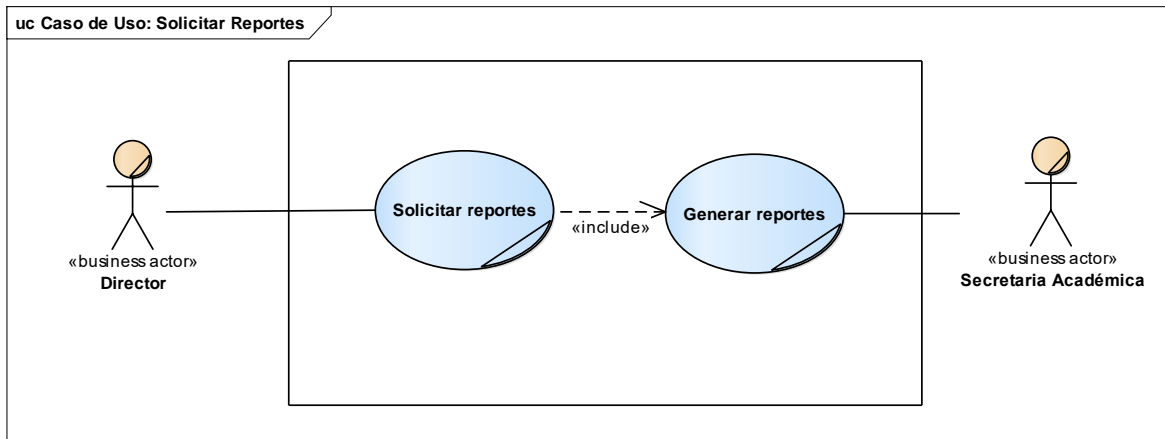 uc Caso de Uso: Solicitar Reportes
Solicitar reportes
«include»
Generar reportes
«business actor»
Director
«business actor»
Secretaria Académica